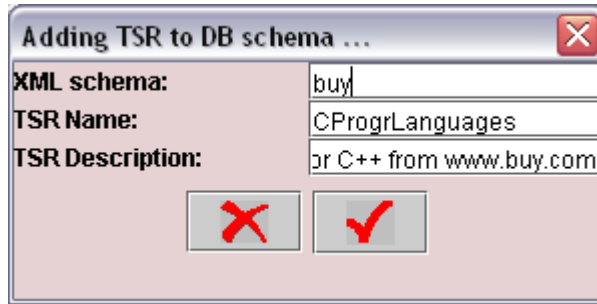 Adding TSR to DB schema ...
XML schema: buy
TSR Name: CProgrLanguages
TSR Description: or C++ from www.buy.com